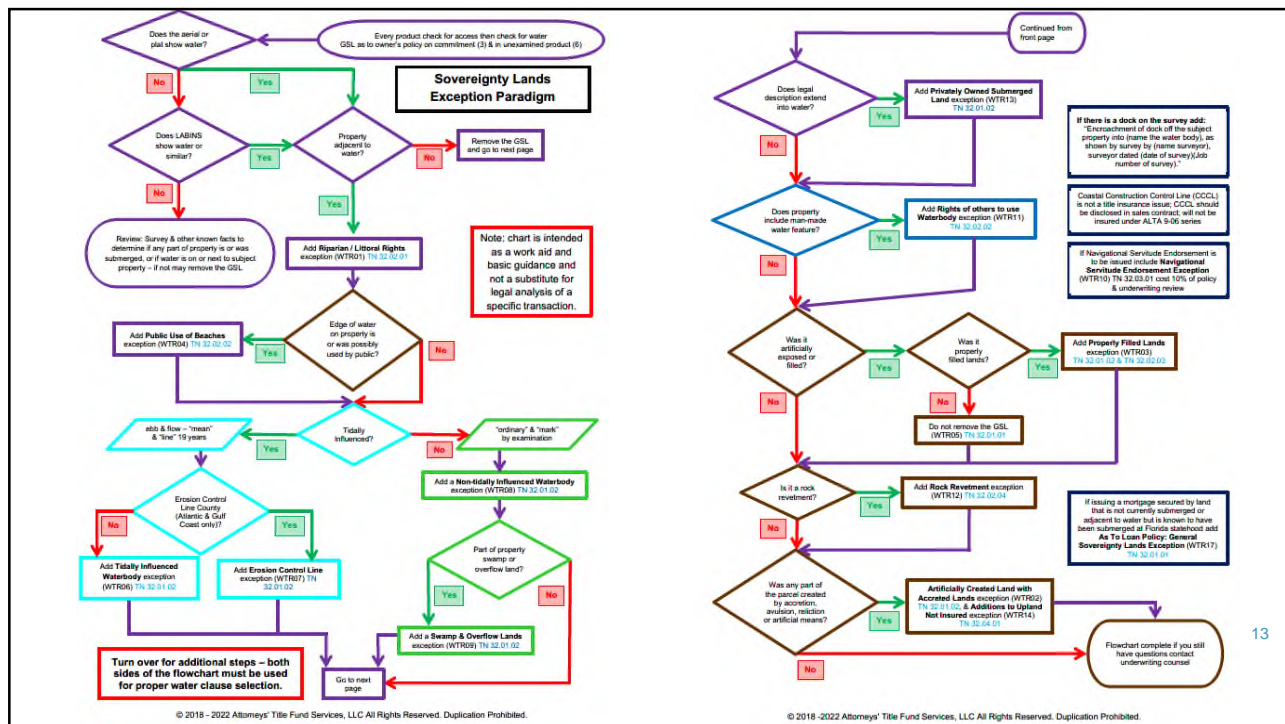 Does the aerial or
plat show water?
Every product check for access then check for water
GSL as to owner's policy on commitment (3) & in unexamined product (6)
No
Yes
Sovereignty Lands
Exception Paradigm
Does LABINS
show water or
similar?
Yes
Property
adjacent to
water?
No
Remove the GSL
and go to next page
No
Yes
Review: Survey & other known facts to
determine if any part of property is or was
submerged, or if water is on or next to subject
property – if not may remove the GSL
Add Riparian / Littoral Rights
exception (WTR01) TN 32.02.01
Note: chart is intended
as a work aid and
basic guidance and
not a substitute for
legal analysis of a
specific transaction.
Add Public Use of Beaches
exception (WTR04) TN 32.02.02
Yes
Edge of water
on property is
or was possibly
used by public?
No
ebb & flow – "mean"
& "line" 19 years
Yes
Tidally
Influenced?
No
"ordinary" & "mark"
by examination
Add a Non-tidally Influenced Waterbody
exception (WTR08) TN 32.01.02
Erosion Control
Line County
(Atlantic & Gulf
Coast only)?
No
Yes
Part of property
swamp or
overflow land?
Add Tidally Influenced
Waterbody exception
(WTR06) TN 32.01.02
Add Erosion Control Line
exception (WTR07) TN
32.01.02
Yes
No
Add a Swamp & Overflow Lands
exception (WTR09) TN 32.01.02
Turn over for additional steps – both
sides of the flowchart must be used
for proper water clause selection.
Go to next
page
© 2018 - 2022 Attorneys' Title Fund Services, LLC All Rights Reserved. Duplication Prohibited.
Continued from
front page
Does legal
description extend
into water?
Yes
Add Privately Owned Submerged
Land exception (WTR13)
TN 32.01.02
If there is a dock on the survey add:
"Encroachment of dock off the subject
property into (name the water body), as
shown by survey by (name surveyor),
surveyor dated (date of survey)(Job
number of survey)."
No
Does property
include man-made
water feature?
Yes
Add Rights of others to use
Waterbody exception (WTR11)
TN 32.02.02
Coastal Construction Control Line (CCCL)
is not a title insurance issue; CCCL should
be disclosed in sales contract; will not be
insured under ALTA 9-06 series
No
If Navigational Servitude Endorsement is
to be issued include Navigational
Servitude Endorsement Exception
(WTR10) TN 32.03.01 cost 10% of policy
& underwriting review
Was it
artificially
exposed or
filled?
Yes
Was it
properly
filled lands?
Yes
Add Properly Filled Lands
exception (WTR03)
TN 32.01.02 & TN 32.02.03
No
No
Do not remove the GSL
(WTR05) TN 32.01.01
Is it a rock
revetment?
Yes
Add Rock Revetment exception
(WTR12) TN 32.02.04
If issuing a mortgage secured by land
that is not currently submerged or
adjacent to water but is known to have
been submerged at Florida statehood add
As To Loan Policy: General
Sovereignty Lands Exception (WTR17)
TN 32.01.01
No
Was any part of
the parcel created
by accretion,
avulsion, reliction
or artificial means?
Yes
Artificially Created Land with
Accreted Lands exception (WTR02)
TN 32.01.02, & Additions to Upland
Not Insured exception (WTR14)
TN 32.04.01
No
Flowchart complete if you still
have questions contact
underwriting counsel
© 2018 -2022 Attorneys' Title Fund Services, LLC All Rights Reserved. Duplication Prohibited.
13